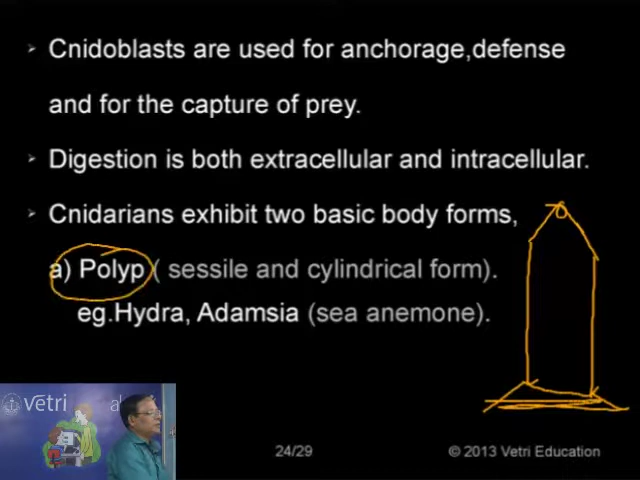 Cnidoblasts are used for anchorage,defense
and for the capture of prey.
Digestion is both extracellular and intracellular.
Cnidarians exhibit two basic body forms,
a) Polyp ( sessile and cylindrical form).
eg.Hydra, Adamsia (sea anemone).
vetri
24/29
© 2013 Vetri Education